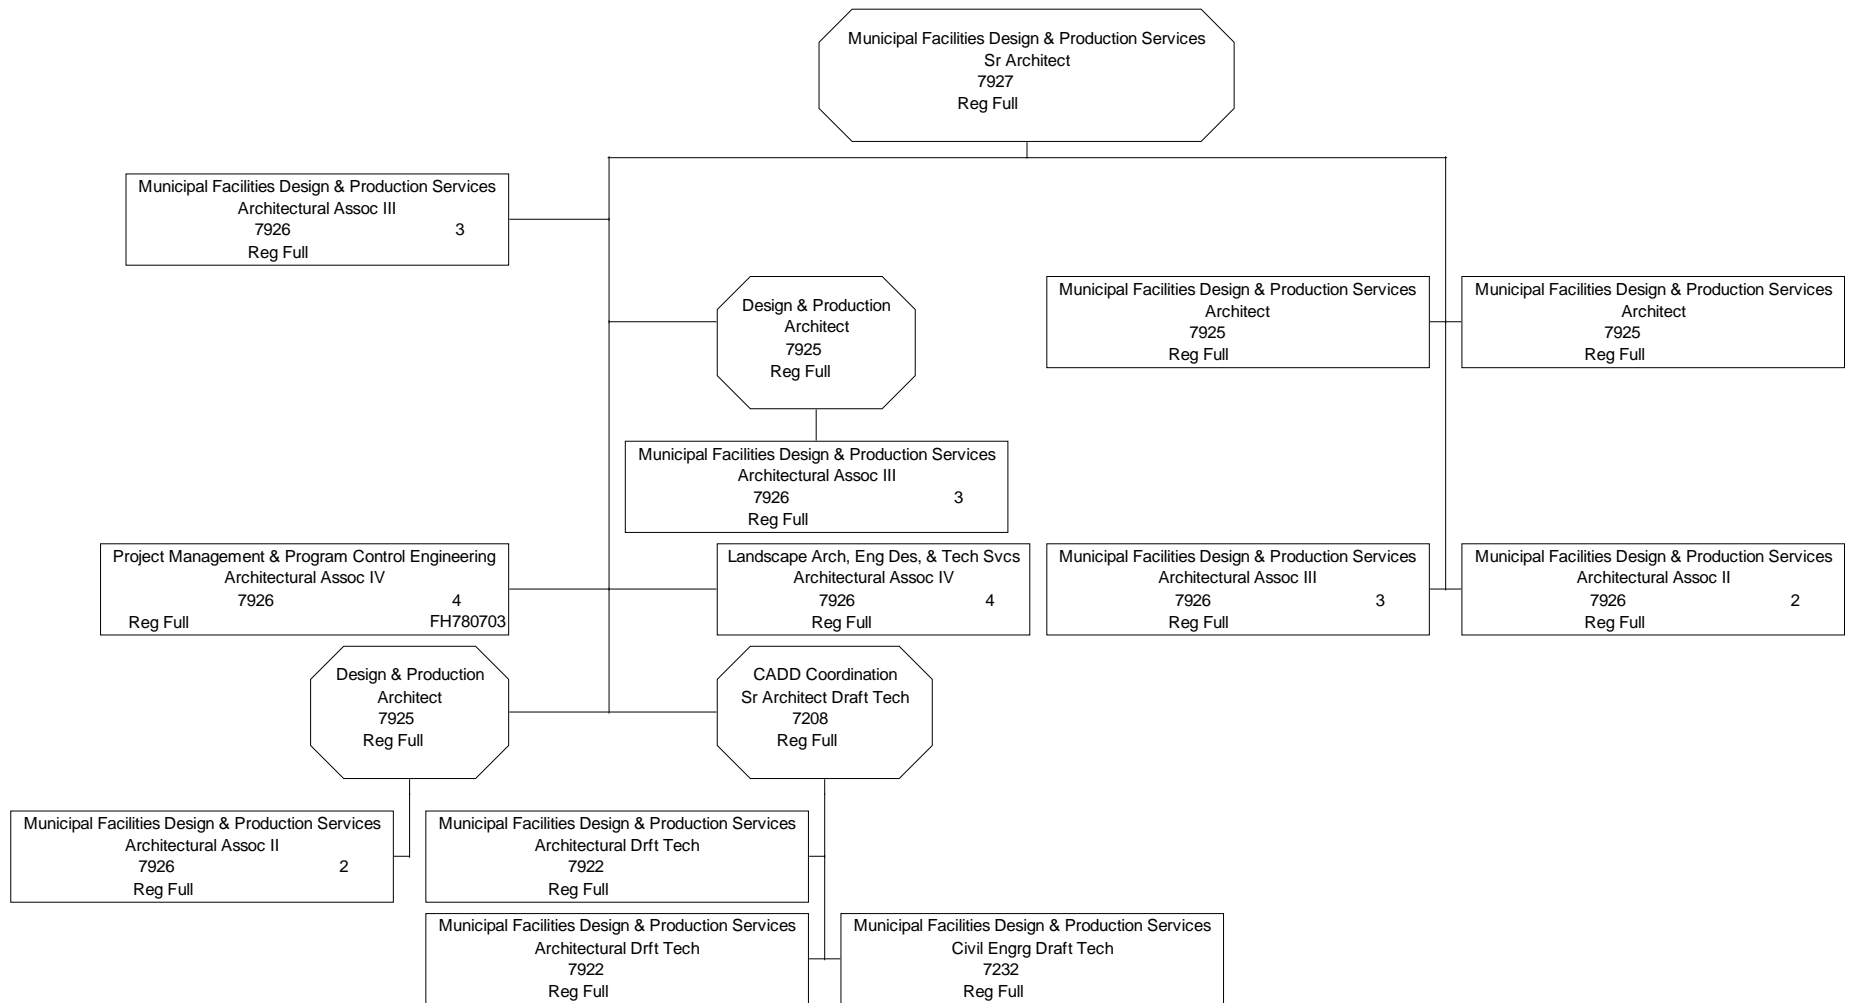 Municipal Facilities Design & Production Services
Sr Architect
7927
Reg Full
Municipal Facilities Design & Production Services
Architectural Assoc III
7926 3
Reg Full
Design & Production
Architect
7925
Reg Full
Municipal Facilities Design & Production Services
Architect
7925
Reg Full
Municipal Facilities Design & Production Services
Architect
7925
Reg Full
Municipal Facilities Design & Production Services
Architectural Assoc III
7926 3
Reg Full
Project Management & Program Control Engineering
Architectural Assoc IV
7926 4
Reg Full FH780703
Landscape Arch, Eng Des, & Tech Svcs
Architectural Assoc IV
7926 4
Reg Full
Municipal Facilities Design & Production Services
Architectural Assoc III
7926 3
Reg Full
Municipal Facilities Design & Production Services
Architectural Assoc II
7926 2
Reg Full
Design & Production
Architect
7925
Reg Full
CADD Coordination
Sr Architect Draft Tech
7208
Reg Full
Municipal Facilities Design & Production Services
Architectural Assoc II
7926 2
Reg Full
Municipal Facilities Design & Production Services
Architectural Drft Tech
7922
Reg Full
Municipal Facilities Design & Production Services
Architectural Drft Tech
7922
Reg Full
Municipal Facilities Design & Production Services
Civil Engrg Draft Tech
7232
Reg Full